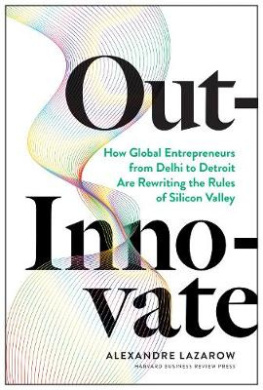 Out-
How Global Entrepreneurs
from Delhi to Detroit
Are Rewriting the Rules
of Silicon Valley
Inno-
vate
ALEXANDRE LAZAROW
HARVARD BUSINESS REVIEW PRESS